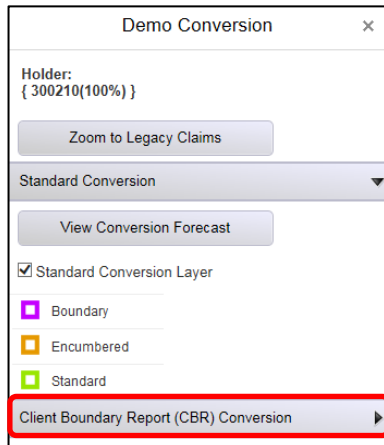 Demo Conversion ×
Holder:
{ 300210(100%) }
Zoom to Legacy Claims
Standard Conversion
View Conversion Forecast
Standard Conversion Layer
Boundary
Encumbered
Standard
Client Boundary Report (CBR) Conversion